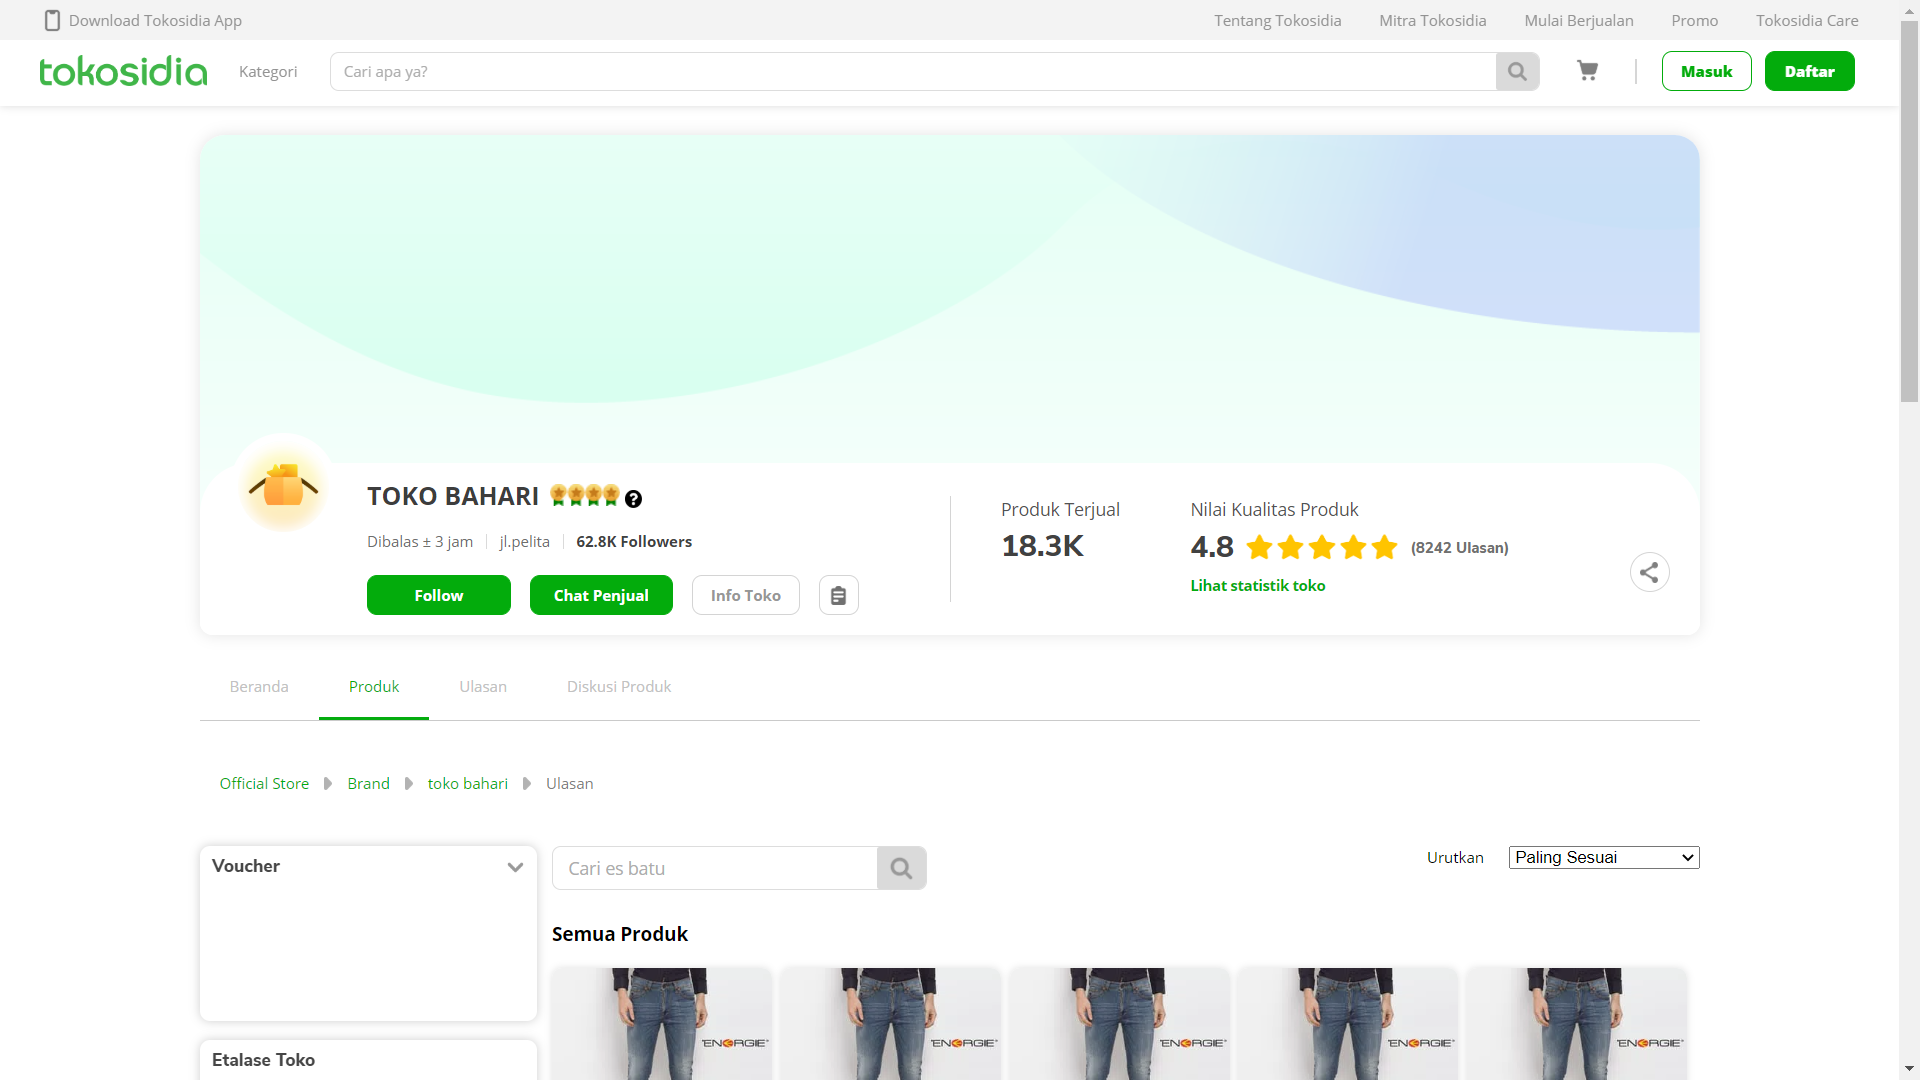 Download Tokosidia App
Tentang Tokosidia
Mitra Tokosidia
Mulai Berjualan
Promo
Tokosidia Care
tokosidia
Kategori
Cari apa ya?
Masuk
Daftar
TOKO BAHARI
Dibalas ± 3 jam
jl.pelita
62.8K Followers
Follow
Chat Penjual
Info Toko
Produk Terjual
18.3K
Nilai Kualitas Produk
4.8
(8242 Ulasan)
Lihat statistik toko
Beranda
Produk
Ulasan
Diskusi Produk
Official Store
Brand
toko bahari
Ulasan
Voucher
Cari es batu
Urutkan
Paling Sesuai
Semua Produk
ENERGIE
ENERGIE
ENERGIE
ENERGIE
ENERGIE
Etalase Toko